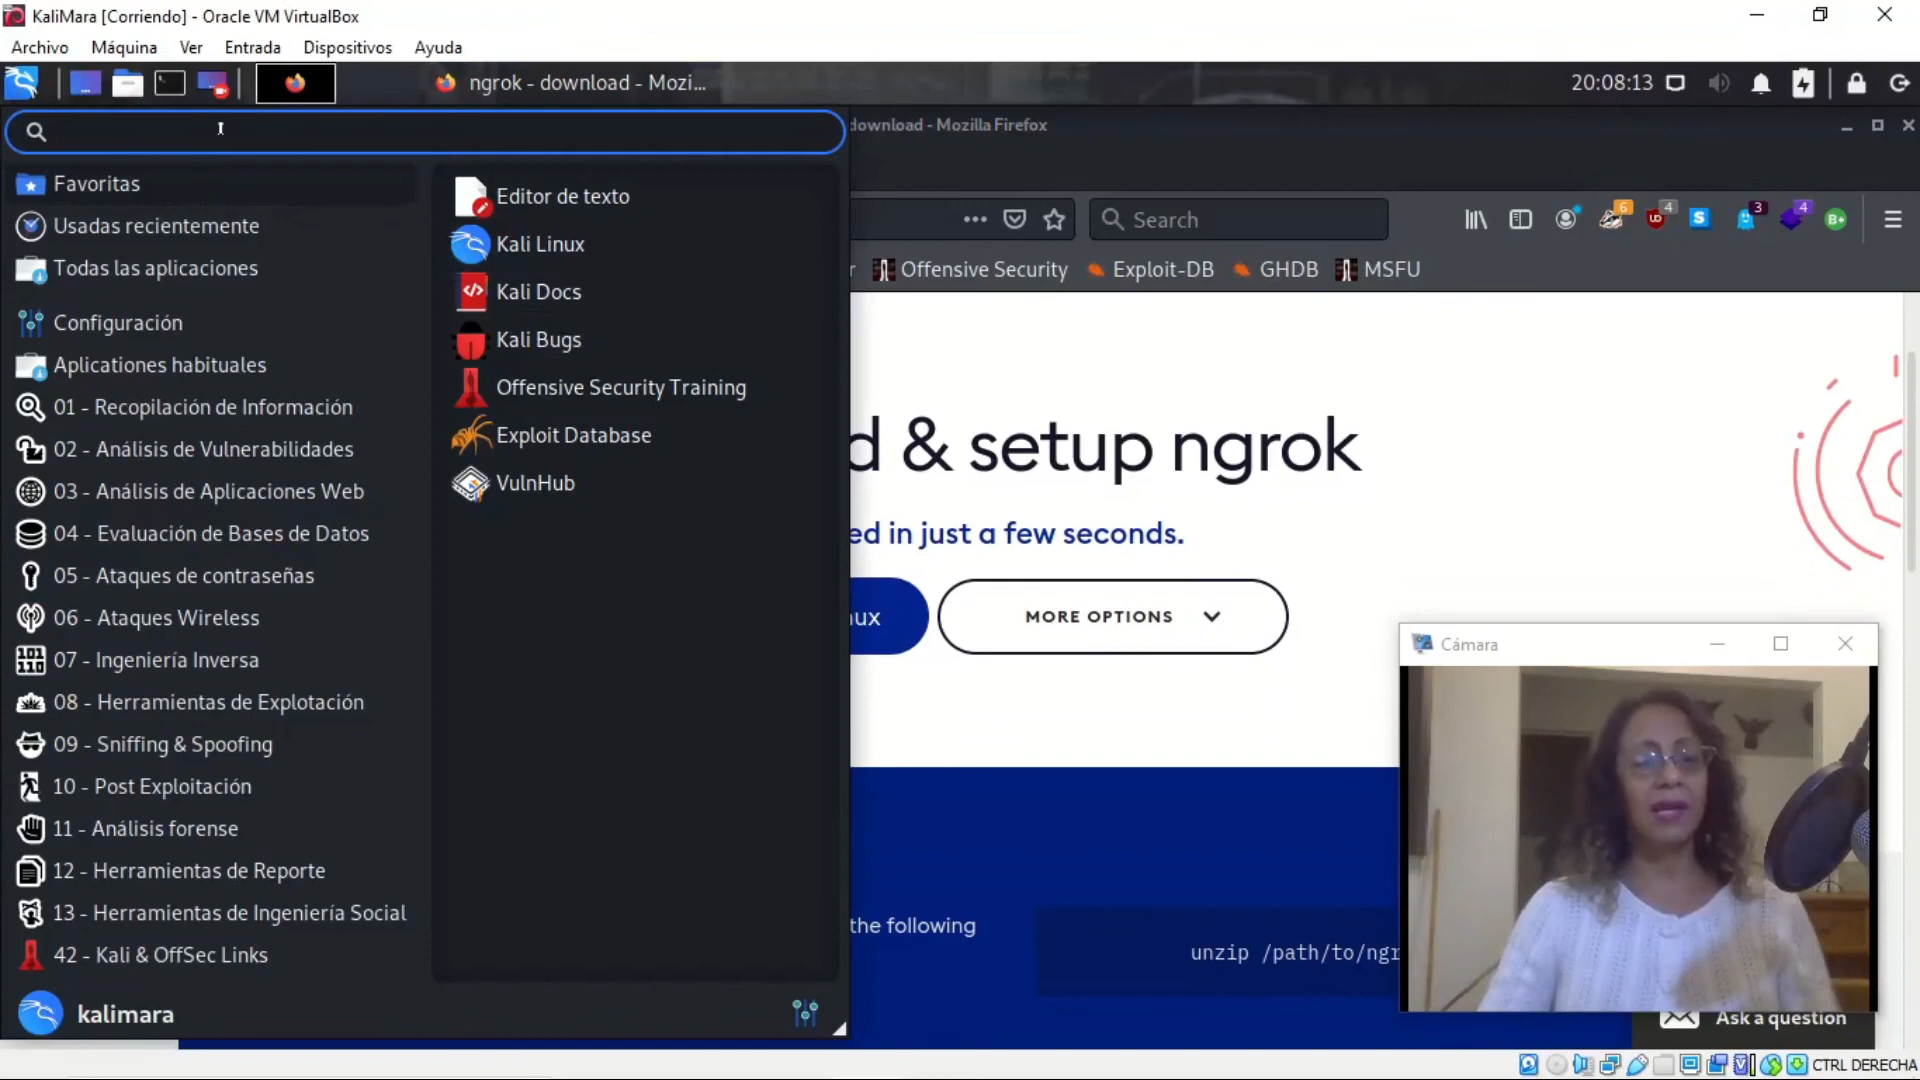 KaliMara [Corriendo] - Oracle VM VirtualBox
Archivo Máquina Ver Entrada Dispositivos Ayuda
ngrok - download - Mozi...
20:08:13
download - Mozilla Firefox
Search
6
4
3
4
Offensive Security
Exploit-DB
GHDB
MSFU
Favoritas
Usadas recientemente
Todas las aplicaciones
Configuración
Aplicationes habituales
01 - Recopilación de Información
02 - Análisis de Vulnerabilidades
03 - Análisis de Aplicaciones Web
04 - Evaluación de Bases de Datos
05 - Ataques de contraseñas
06 - Ataques Wireless
07 - Ingeniería Inversa
08 - Herramientas de Explotación
09 - Sniffing & Spoofing
10 - Post Explotación
11 - Análisis forense
12 - Herramientas de Reporte
13 - Herramientas de Ingeniería Social
42 - Kali & OffSec Links
kalimara
Editor de texto
Kali Linux
Kali Docs
Kali Bugs
Offensive Security Training
Exploit Database
VulnHub
d & setup ngrok
ed in just a few seconds.
nux
MORE OPTIONS
the following
unzip /path/to/ngr
Cámara
Ask a question
CTRL DERECHA